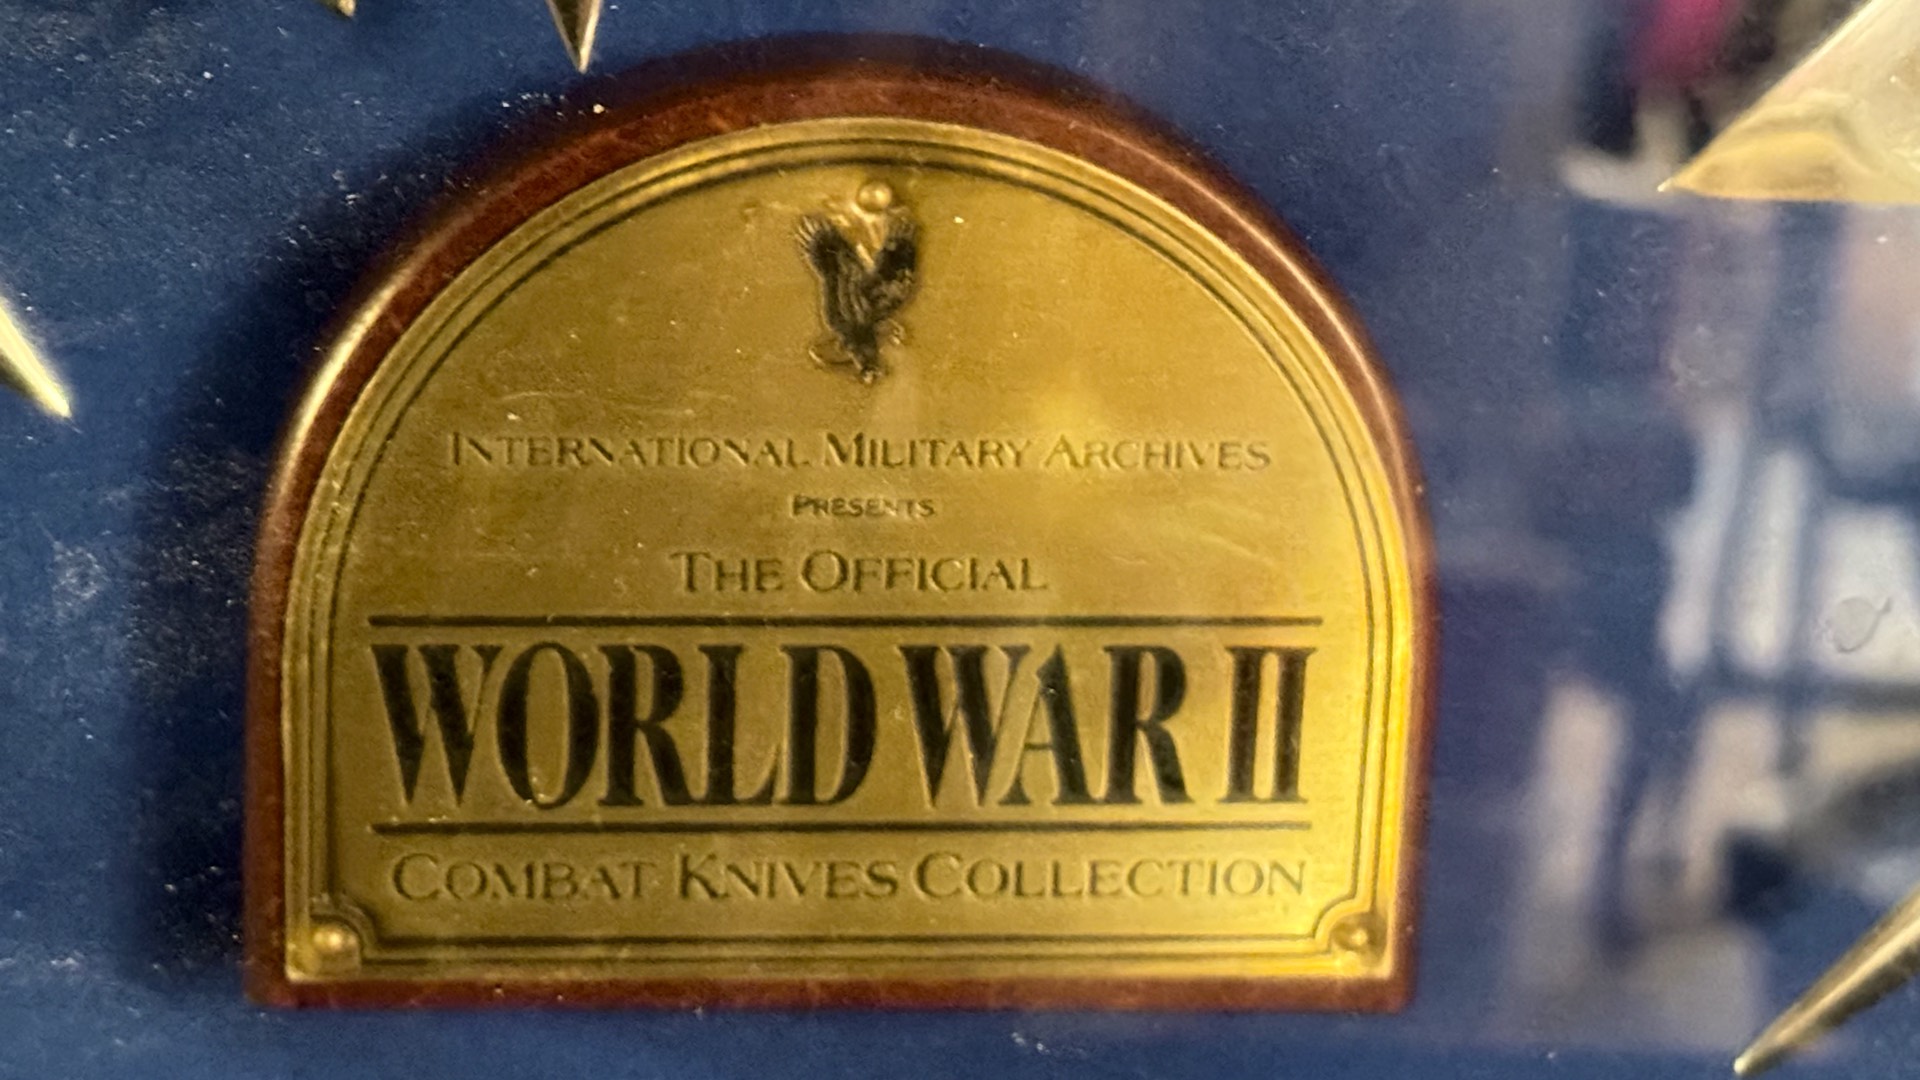 INTERNATIONAL MILITARY ARCHIVES
PRESENTS
THE OFFICIAL
WORLD WAR II
COMBAT KNIVES COLLECTION